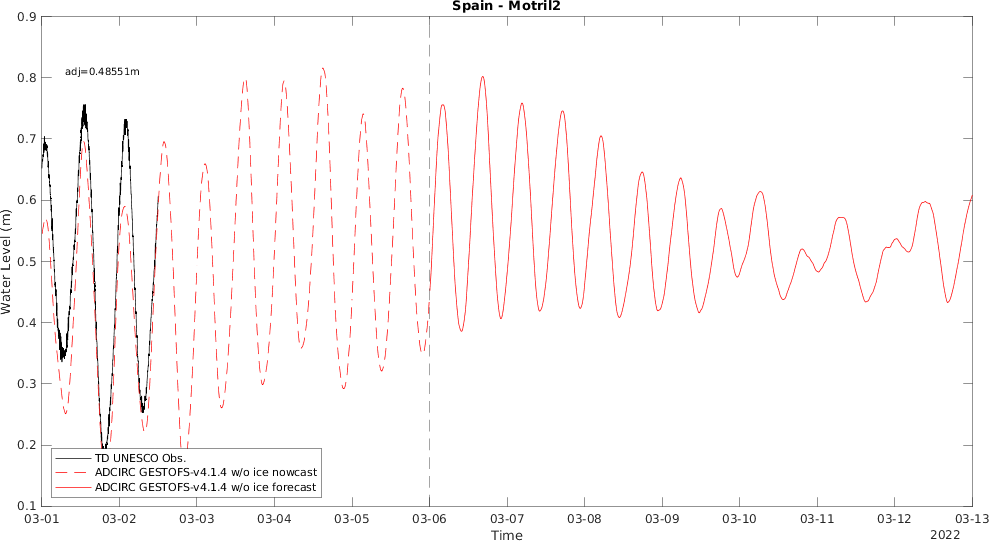 Spain - Motril2
adj=0.48551m
0.9
0.8
0.7
0.6
0.5
0.4
0.3
0.2
0.1
Water Level (m)
TD UNESCO Obs.
ADCIRC GESTOFS-v4.1.4 w/o ice nowcast
ADCIRC GESTOFS-v4.1.4 w/o ice forecast
03-01 03-02 03-03 03-04 03-05 03-06 03-07 03-08 03-09 03-10 03-11 03-12 03-13
Time
2022